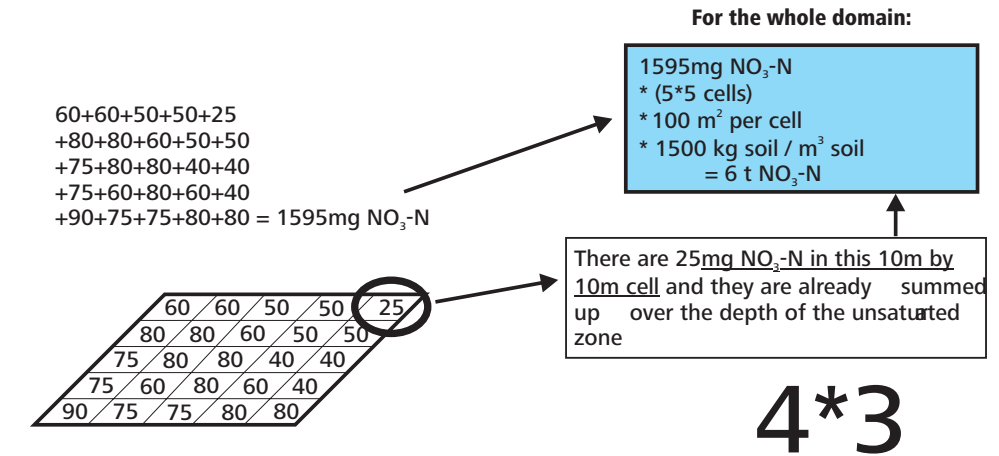 For the whole domain:
60+60+50+50+25
+80+80+60+50+50
+75+80+80+40+40
+75+60+80+60+40
+90+75+75+80+80 = 1595mg NO₃-N
1595mg NO₃-N
* (5*5 cells)
* 100 m² per cell
* 1500 kg soil / m³ soil
= 6 t NO₃-N
There are 25mg NO₃-N in this 10m by
10m cell and they are already summed
up over the depth of the unsaturated
zone
60 60 50 50 25
80 80 60 50 50
75 80 80 40 40
75 60 80 60 40
90 75 75 80 80
4*3